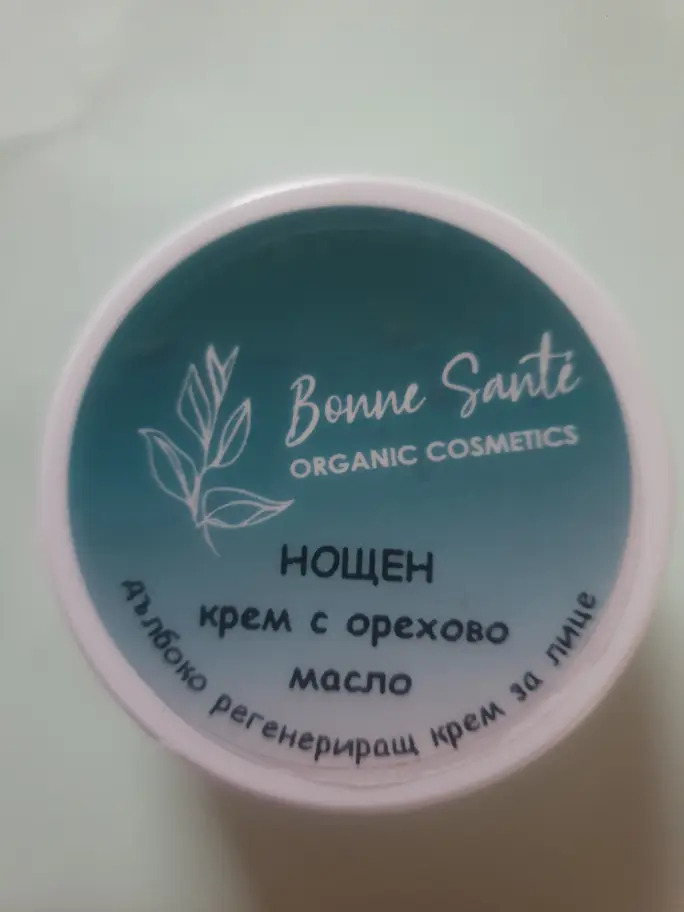 Bonne Santé
ORGANIC COSMETICS
НОЩЕН
крем с орехово
масло
дълбоко регенериращ крем за лице